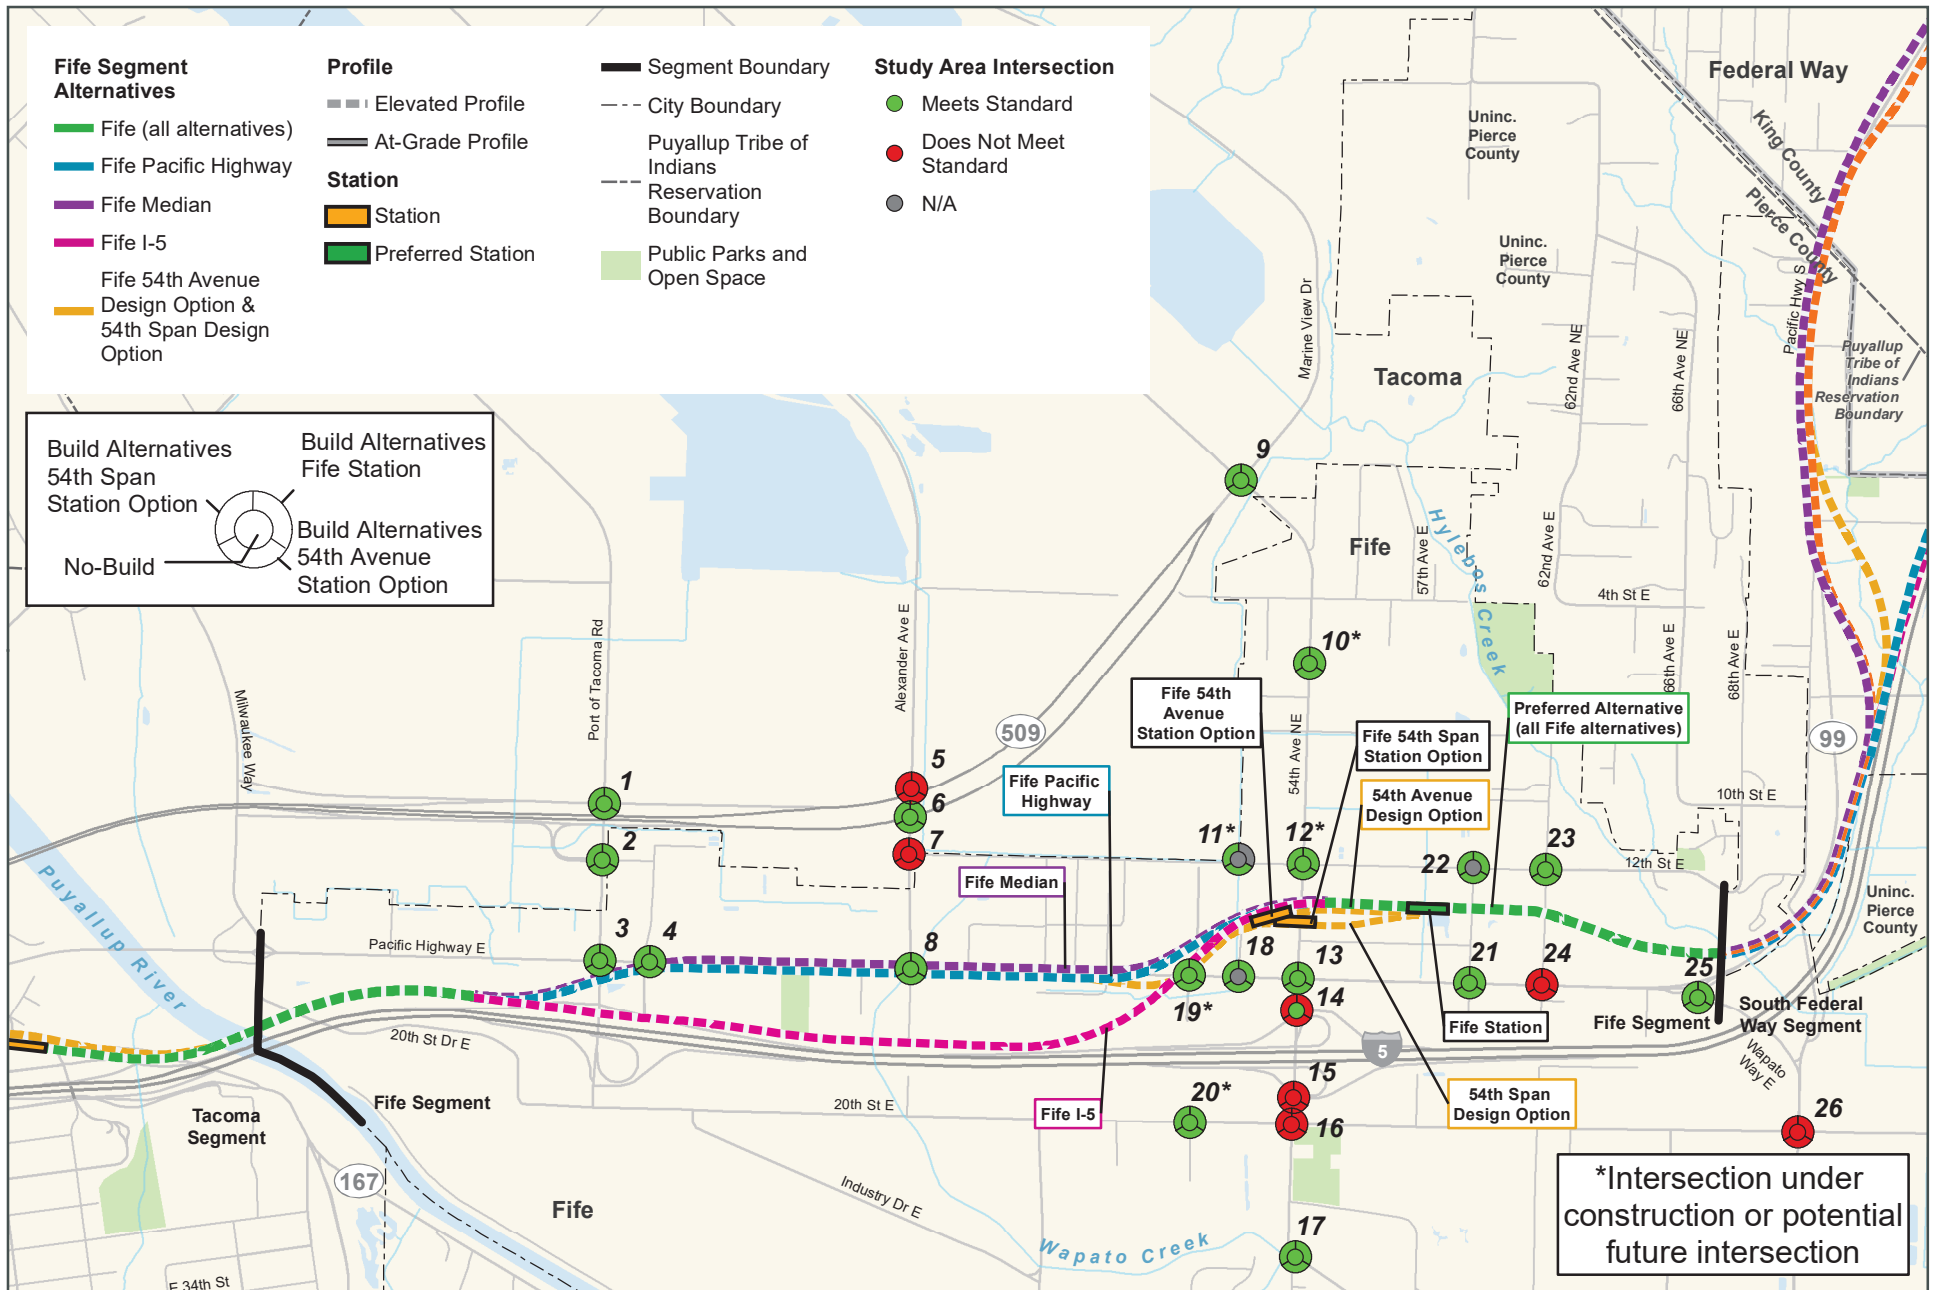 Fife Segment
Alternatives
Fife (all alternatives)
Fife Pacific Highway
Fife Median
Fife I-5
Fife 54th Avenue
Design Option &
54th Span Design
Option
Profile
Elevated Profile
At-Grade Profile
Station
Station
Preferred Station
Segment Boundary
City Boundary
Puyallup Tribe of
Indians
Reservation
Boundary
Public Parks and
Open Space
Study Area Intersection
Meets Standard
Does Not Meet
Standard
N/A
Build Alternatives
54th Span
Station Option
Build Alternatives
Fife Station
Build Alternatives
54th Avenue
Station Option
No-Build
Federal Way
King County
Pierce County
Uninc.
Pierce
County
Uninc.
Pierce
County
Marine View Dr
62nd Ave NE
66th Ave NE
Pacific Hwy S
Puyallup
Tribe of
Indians
Reservation
Boundary
Tacoma
9
Fife
Hylebos Creek
57th Ave E
62nd Ave E
4th St E
66th Ave E
68th Ave E
Milwaukee Way
Port of Tacoma Rd
Alexander Ave E
54th Ave NE
10*
Fife 54th
Avenue
Station Option
Fife 54th Span
Station Option
Preferred Alternative
(all Fife alternatives)
509
99
Fife Pacific
Highway
54th Avenue
Design Option
10th St E
12th St E
1
2
3
4
5
6
7
8
11*
12*
22
23
Fife Median
Puyallup River
Pacific Highway E
18
13
21
24
25
19*
14
Uninc.
Pierce
County
Fife Station
Fife Segment
South Federal
Way Segment
20th St Dr E
5
Wapato
Way E
15
20*
16
Fife I-5
54th Span
Design Option
26
20th St E
Tacoma
Segment
Fife Segment
167
Fife
Industry Dr E
Wapato Creek
17
E 34th St
*Intersection under
construction or potential
future intersection